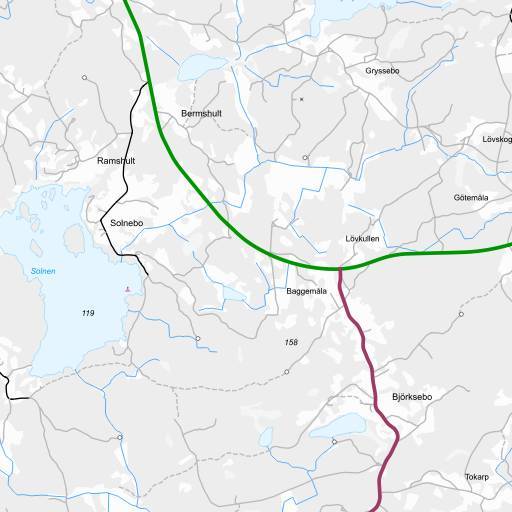 Gryssebo
Bermshult
Lövskog
Ramshult
Götemåla
Solnebo
Lövkullen
Solnen
Baggemåla
119
158
Björksebo
Tokarp